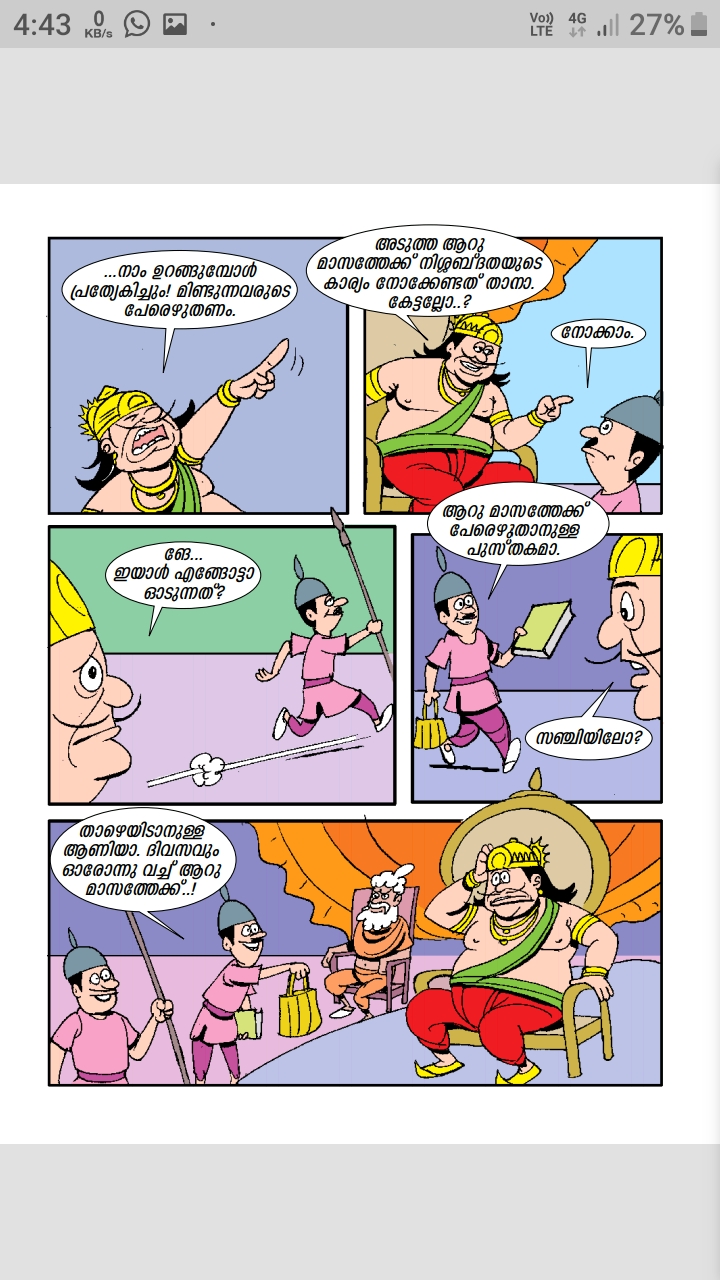 4:43
0
KB/s
Vo))
LTE
4G
27%
...നാം ഉറങ്ങുമ്പോൾ
പ്രത്യേകിച്ചും! മിണ്ടുന്നവരുടെ
പേരെഴുതണം.
അടുത്ത ആറു
മാസത്തേക്ക് നിശ്ശബ്ദതയുടെ
കാര്യം നോക്കേണ്ടത് താനാ.
കേട്ടല്ലോ..?
നോക്കാം.
ങേ...
ഇയാൾ എങ്ങോട്ടാ
ഓടുന്നത്?
ആറു മാസത്തേക്ക്
പേരെഴുതാനുള്ള
പുസ്തകമാ.
സഞ്ചിയിലോ?
താഴെയിടാനുള്ള
ആണിയാ. ദിവസവും
ഓരോന്നു വച്ച് ആറു
മാസത്തേക്ക്..!